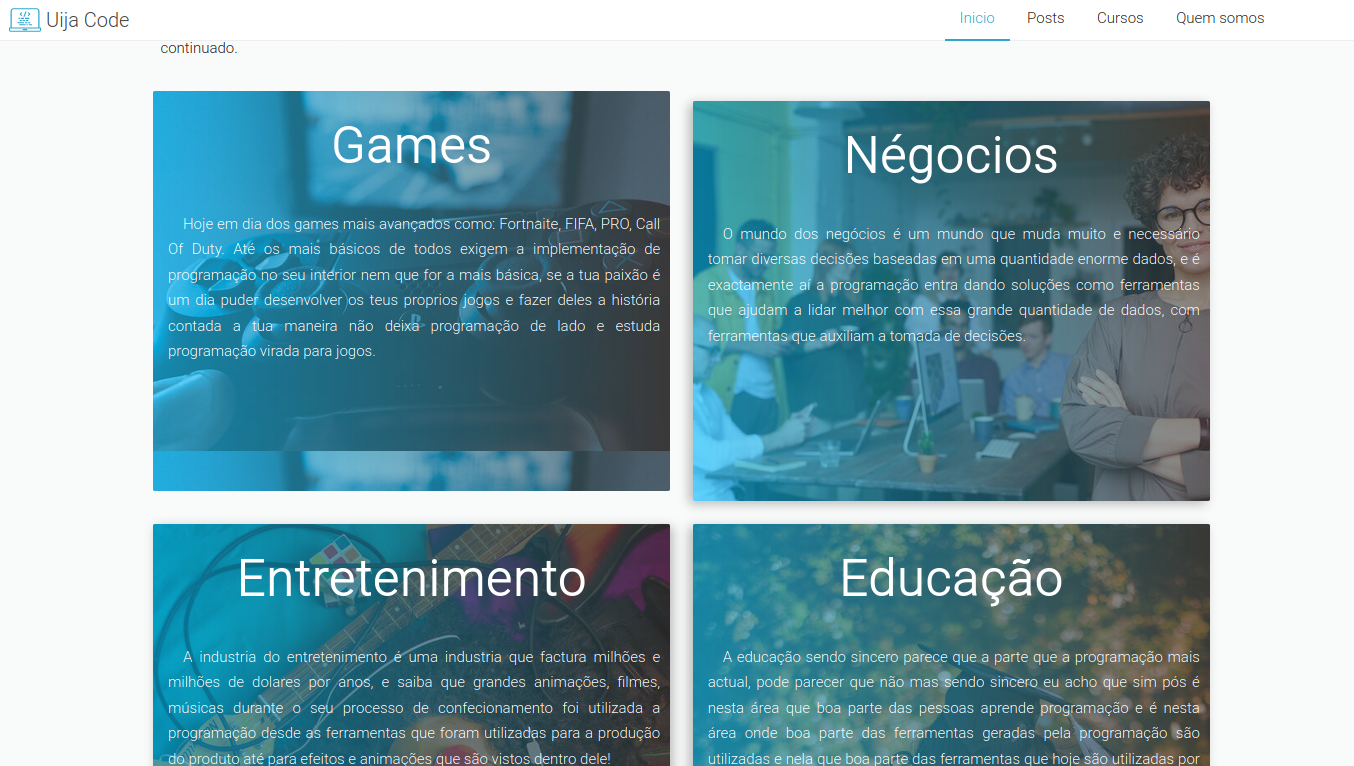 Uija Code
Inicio
Posts
Cursos
Quem somos
continuado.
Games
Hoje em dia dos games mais avançados como: Fortnaite, FIFA, PRO, Call
Of Duty. Até os mais básicos de todos exigem a implementação de
programação no seu interior nem que for a mais básica, se a tua paixão é
um dia puder desenvolver os teus proprios jogos e fazer deles a história
contada a tua maneira não deixa programação de lado e estuda
programação virada para jogos.
Négocios
O mundo dos negócios é um mundo que muda muito e necessário
tomar diversas decisões baseadas em uma quantidade enorme dados, e é
exactamente aí a programação entra dando soluções como ferramentas
que ajudam a lidar melhor com essa grande quantidade de dados, com
ferramentas que auxiliam a tomada de decisões.
Entretenimento
A industria do entretenimento é uma industria que factura milhões e
milhões de dolares por anos, e saiba que grandes animações, filmes,
músicas durante o seu processo de confecionamento foi utilizada a
programação desde as ferramentas que foram utilizadas para a produção
do produto até para efeitos e animações que são vistos dentro dele!
Educação
A educação sendo sincero parece que a parte que a programação mais
actual, pode parecer que não mas sendo sincero eu acho que sim pós é
nesta área que boa parte das pessoas aprende programação e é nesta
área onde boa parte das ferramentas geradas pela programação são
utilizadas e nela que boa parte das ferramentas que hoje são utilizadas por